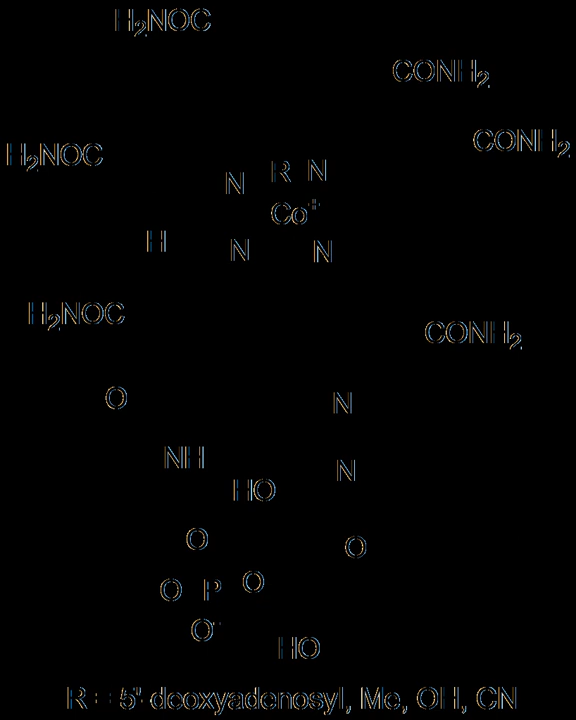 H₂NOC
CONH₂
CONH₂
H₂NOC
N R N
Co⁺
H N N
H₂NOC
CONH₂
O N
NH
N
HO
O
O
O P O
O⁻
HO
R = 5'-deoxyadenosyl, Me, OH, CN